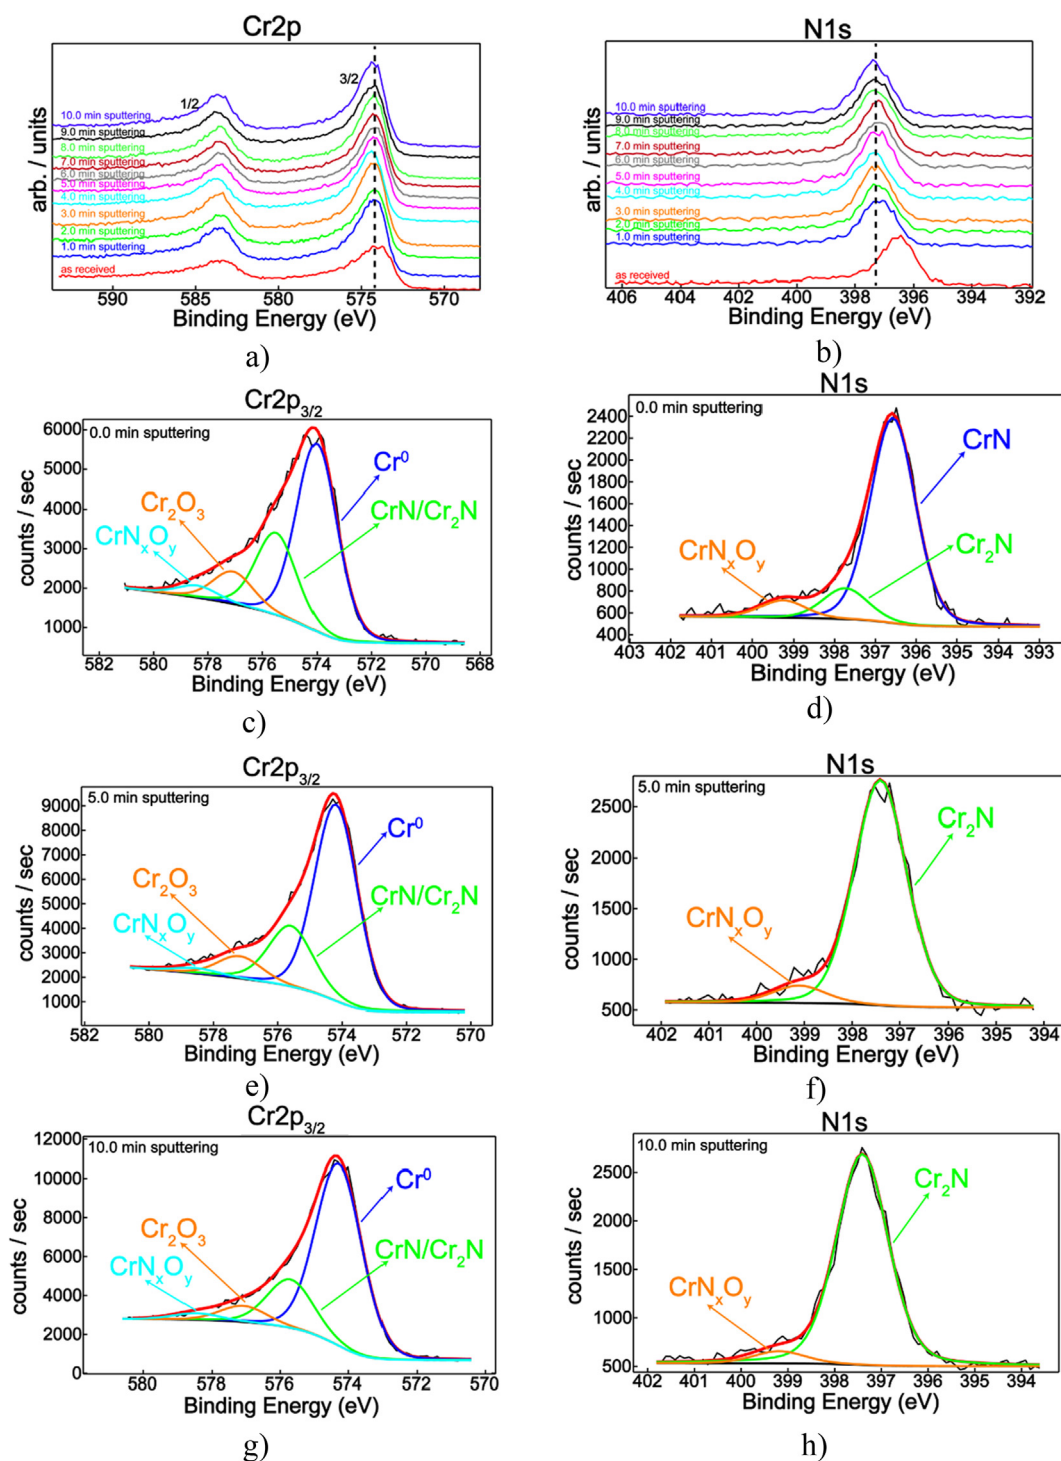 Cr2p
arb. / units
1/2
3/2
10.0 min sputtering
9.0 min sputtering
8.0 min sputtering
7.0 min sputtering
6.0 min sputtering
5.0 min sputtering
4.0 min sputtering
3.0 min sputtering
2.0 min sputtering
1.0 min sputtering
as received
590 585 580 575 570
Binding Energy (eV)
a)
N1s
arb. / units
10.0 min sputtering
9.0 min sputtering
8.0 min sputtering
7.0 min sputtering
6.0 min sputtering
5.0 min sputtering
4.0 min sputtering
3.0 min sputtering
2.0 min sputtering
1.0 min sputtering
as received
406 404 402 400 398 396 394 392
Binding Energy (eV)
b)
Cr2p3/2
0.0 min sputtering
counts / sec
6000
5000
4000
3000
2000
1000
Cr0
CrN/Cr2N
Cr2O3
CrNxOy
582 580 578 576 574 572 570 568
Binding Energy (eV)
c)
N1s
0.0 min sputtering
counts / sec
2400
2200
2000
1800
1600
1400
1200
1000
800
600
400
CrN
Cr2N
CrNxOy
403 402 401 400 399 398 397 396 395 394 393
Binding Energy (eV)
d)
Cr2p3/2
5.0 min sputtering
counts / sec
9000
8000
7000
6000
5000
4000
3000
2000
1000
Cr0
Cr2O3
CrN/Cr2N
CrNxOy
582 580 578 576 574 572 570
Binding Energy (eV)
e)
N1s
5.0 min sputtering
counts / sec
2500
2000
1500
1000
500
Cr2N
CrNxOy
402 401 400 399 398 397 396 395 394
Binding Energy (eV)
f)
Cr2p3/2
10.0 min sputtering
counts / sec
12000
10000
8000
6000
4000
2000
0
Cr0
Cr2O3
CrN/Cr2N
CrNxOy
580 578 576 574 572 570
Binding Energy (eV)
g)
N1s
10.0 min sputtering
counts / sec
2500
2000
1500
1000
500
Cr2N
CrNxOy
402 401 400 399 398 397 396 395 394
Binding Energy (eV)
h)